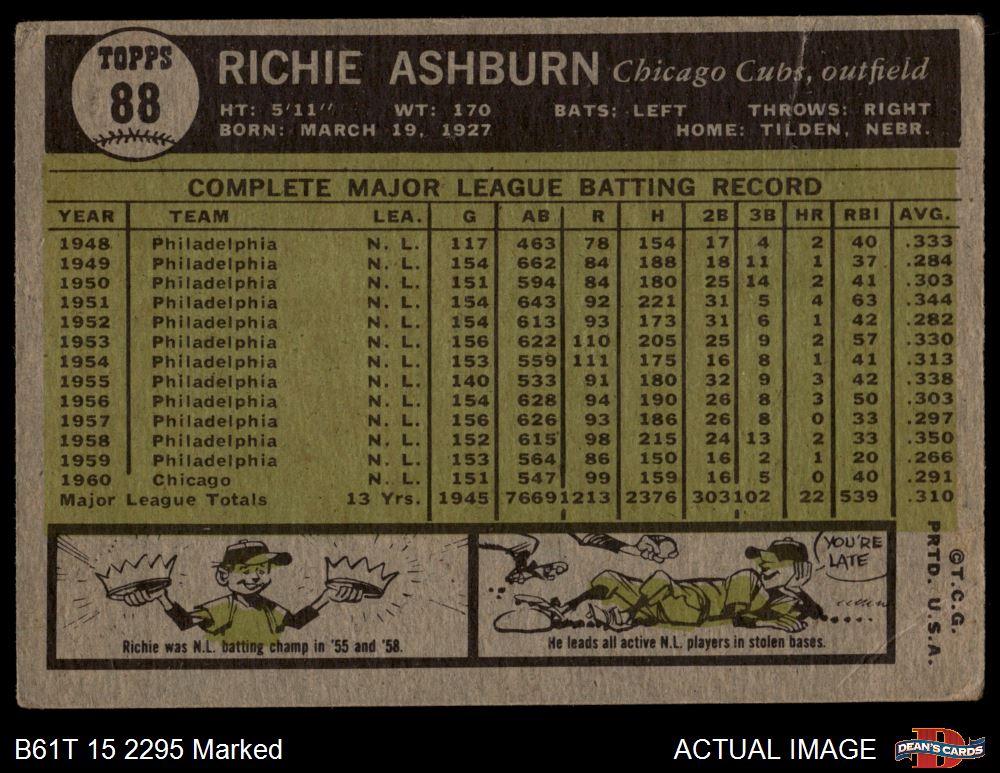 TOPPS
88
RICHIE ASHBURN Chicago Cubs, outfield
HT: 5'11" WT: 170 BATS: LEFT THROWS: RIGHT
BORN: MARCH 19, 1927 HOME: TILDEN, NEBR.
COMPLETE MAJOR LEAGUE BATTING RECORD
YEAR TEAM LEA. G AB R H 2B 3B HR RBI AVG.
1948 Philadelphia N. L. 117 463 78 154 17 4 2 40 .333
1949 Philadelphia N. L. 154 662 84 188 18 11 1 37 .284
1950 Philadelphia N. L. 151 594 84 180 25 14 2 41 .303
1951 Philadelphia N. L. 154 643 92 221 31 5 4 63 .344
1952 Philadelphia N. L. 154 613 93 173 31 6 1 42 .282
1953 Philadelphia N. L. 156 622 110 205 25 9 2 57 .330
1954 Philadelphia N. L. 153 559 111 175 16 8 1 41 .313
1955 Philadelphia N. L. 140 533 91 180 32 9 3 42 .338
1956 Philadelphia N. L. 154 628 94 190 26 8 3 50 .303
1957 Philadelphia N. L. 156 626 93 186 26 8 0 33 .297
1958 Philadelphia N. L. 152 615 98 215 24 13 2 33 .350
1959 Philadelphia N. L. 153 564 86 150 16 2 1 20 .266
1960 Chicago N. L. 151 547 99 159 16 5 0 40 .291
Major League Totals 13 Yrs. 1945 7669 1213 2376 303 102 22 539 .310
YOU'RE
LATE
Richie was N.L. batting champ in '55 and '58.
He leads all active N.L. players in stolen bases.
©T.C.G.
PRTD. U.S.A.
B61T 15 2295 Marked
ACTUAL IMAGE
D
DEAN'S CARDS